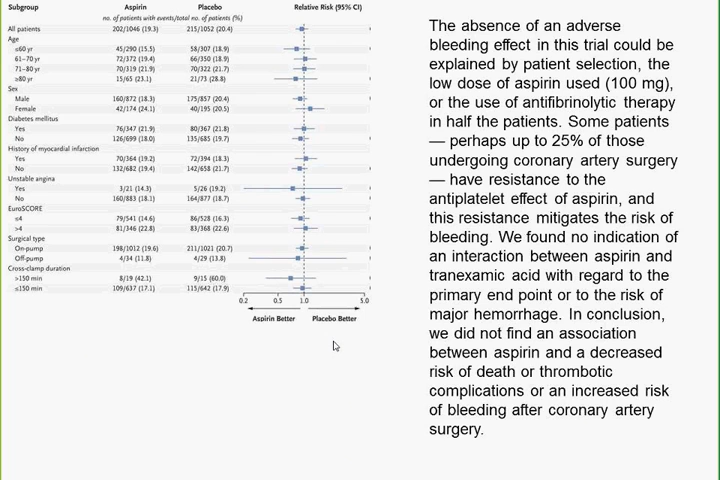 Subgroup Aspirin Placebo Relative Risk (95% CI)
no. of patients with events/total no. of patients (%)
All patients 202/1046 (19.3) 215/1052 (20.4)
Age
≤60 yr 45/290 (15.5) 58/307 (18.9)
61–70 yr 72/372 (19.4) 66/350 (18.9)
71–80 yr 70/319 (21.9) 70/322 (21.7)
≥80 yr 15/65 (23.1) 21/73 (28.8)
Sex
Male 160/872 (18.3) 175/857 (20.4)
Female 42/174 (24.1) 40/195 (20.5)
Diabetes mellitus
Yes 76/347 (21.9) 80/367 (21.8)
No 126/699 (18.0) 135/685 (19.7)
History of myocardial infarction
Yes 70/364 (19.2) 72/394 (18.3)
No 132/682 (19.4) 142/658 (21.7)
Unstable angina
Yes 3/21 (14.3) 5/26 (19.2)
No 160/883 (18.1) 164/877 (18.7)
EuroSCORE
≤4 79/541 (14.6) 86/528 (16.3)
>4 81/346 (22.8) 83/368 (22.6)
Surgical type
On-pump 198/1012 (19.6) 211/1021 (20.7)
Off-pump 4/34 (11.8) 4/29 (13.8)
Cross-clamp duration
>150 min 8/19 (42.1) 9/15 (60.0)
≤150 min 109/637 (17.1) 115/642 (17.9)
0.2 0.5 1.0 5.0
Aspirin Better Placebo Better
The absence of an adverse
bleeding effect in this trial could be
explained by patient selection, the
low dose of aspirin used (100 mg),
or the use of antifibrinolytic therapy
in half the patients. Some patients
— perhaps up to 25% of those
undergoing coronary artery surgery
— have resistance to the
antiplatelet effect of aspirin, and
this resistance mitigates the risk of
bleeding. We found no indication of
an interaction between aspirin and
tranexamic acid with regard to the
primary end point or to the risk of
major hemorrhage. In conclusion,
we did not find an association
between aspirin and a decreased
risk of death or thrombotic
complications or an increased risk
of bleeding after coronary artery
surgery.